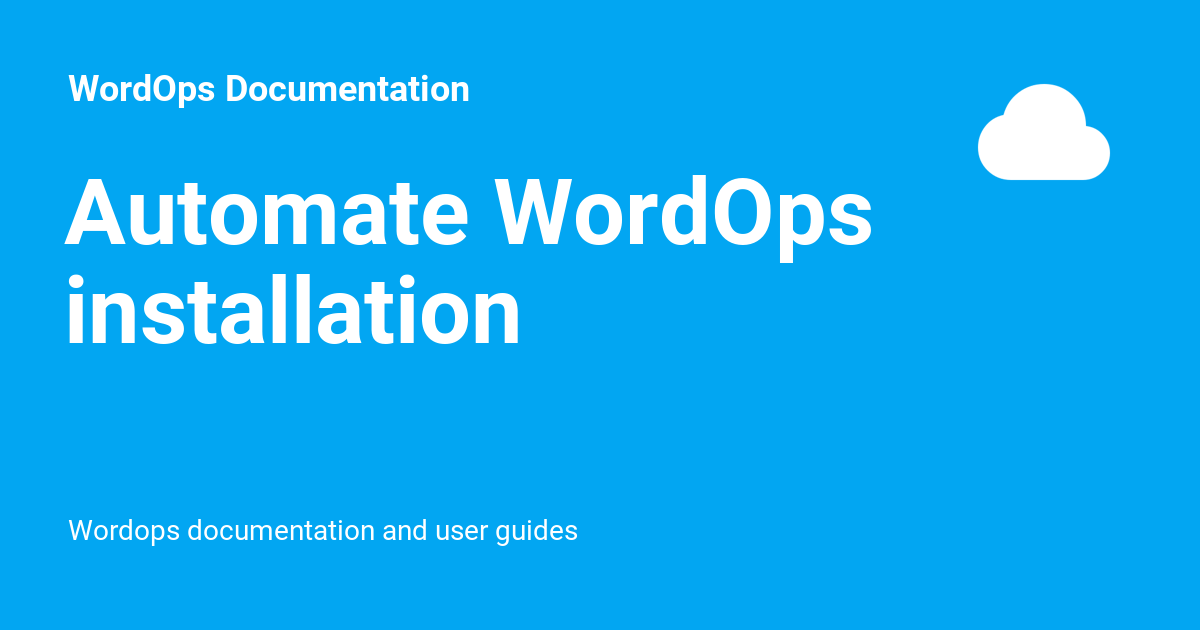 WordOps Documentation
Automate WordOps
installation
Wordops documentation and user guides